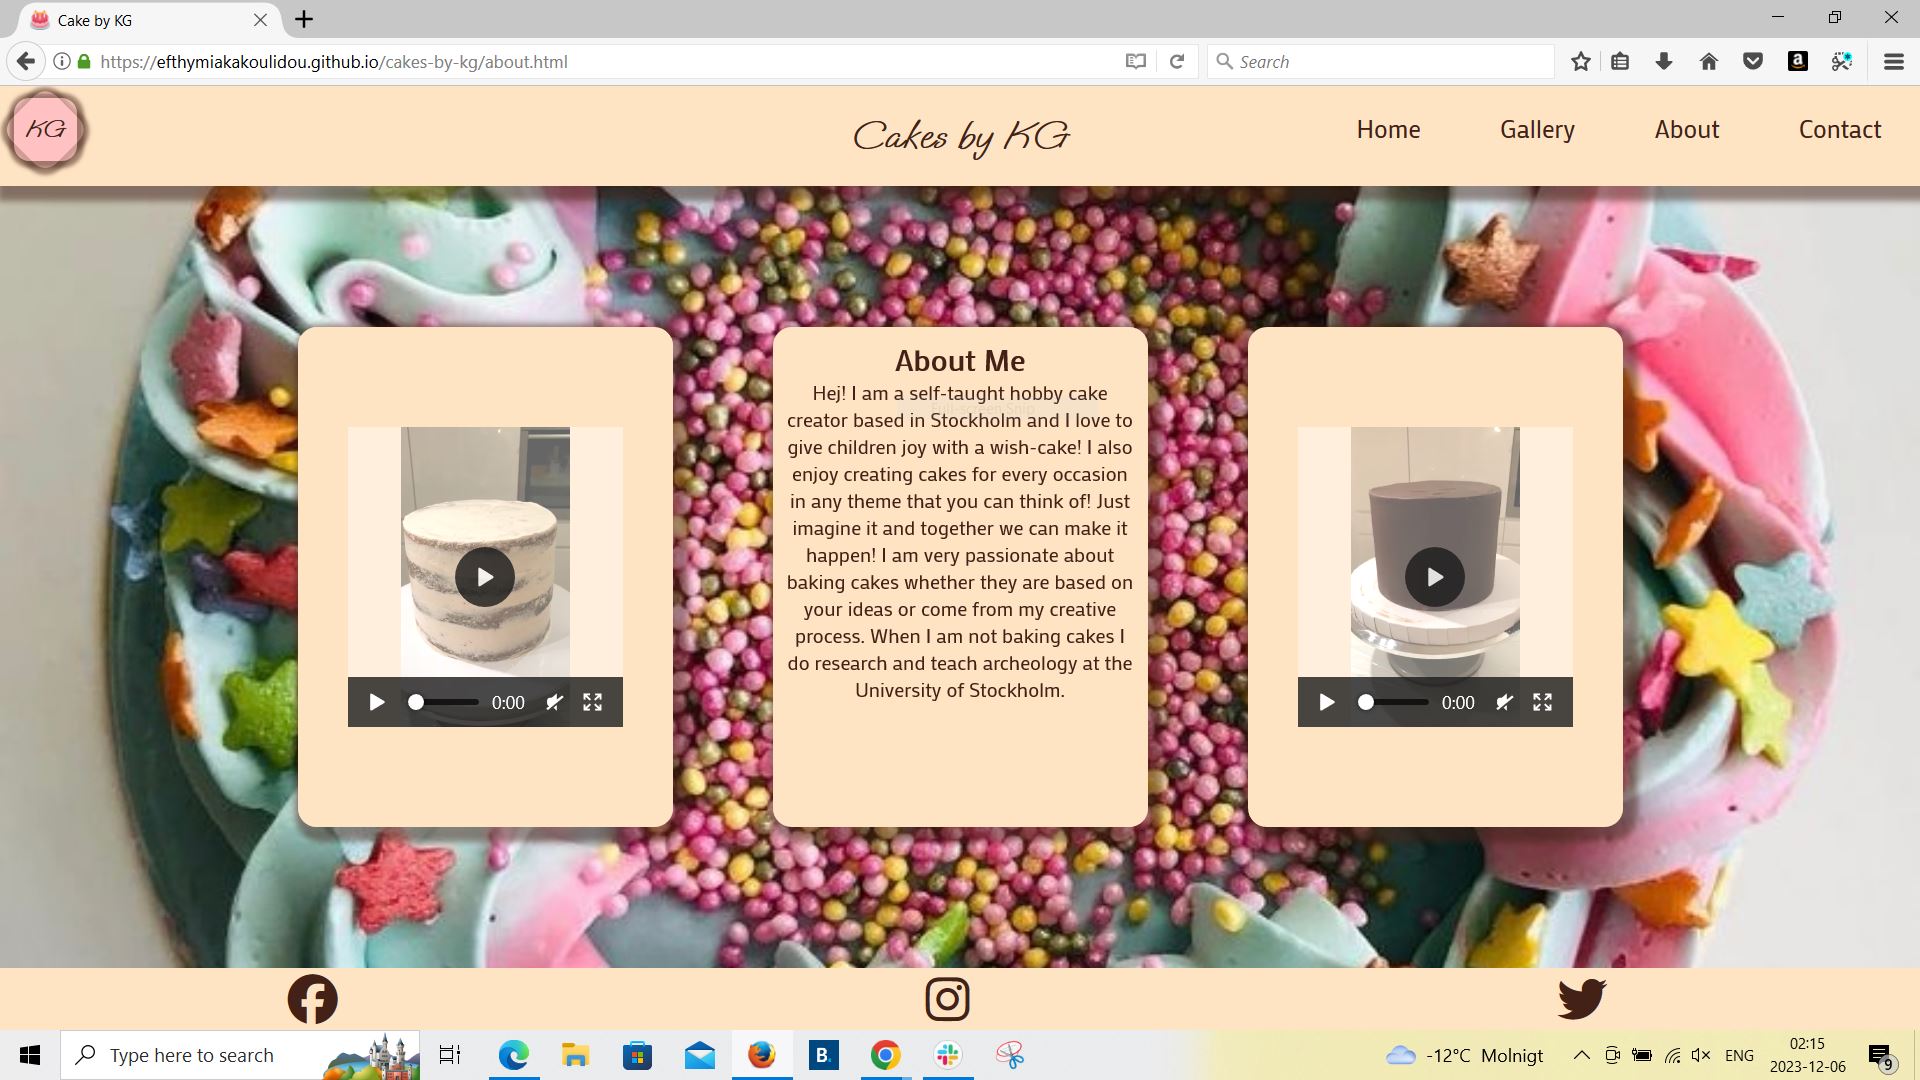 Cake by KG
https://efthymiakakoulidou.github.io/cakes-by-kg/about.html
Search
KG
Cakes by KG
Home
Gallery
About
Contact
About Me
Hej! I am a self-taught hobby cake
Full-screen Snip
creator based in Stockholm and I love to
give children joy with a wish-cake! I also
enjoy creating cakes for every occasion
in any theme that you can think of! Just
imagine it and together we can make it
happen! I am very passionate about
baking cakes whether they are based on
your ideas or come from my creative
process. When I am not baking cakes I
do research and teach archeology at the
University of Stockholm.
0:00
0:00
Type here to search
B.
-12°C Molnigt
ENG
02:15
2023-12-06
9